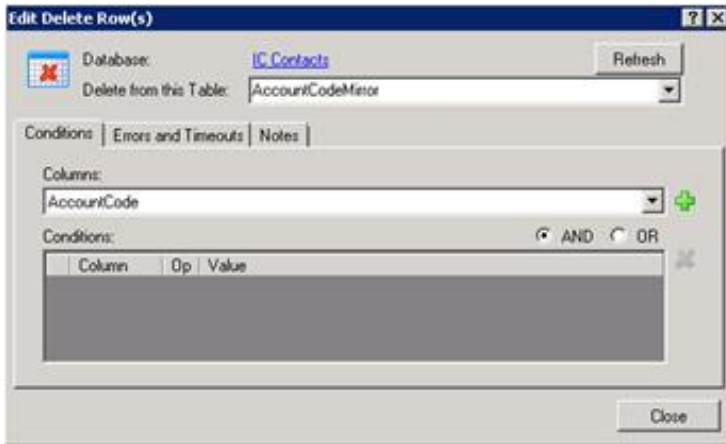 Edit Delete Row(s)
Database: IC Contacts Refresh
Delete from this Table: AccountCodeMirror
Conditions Errors and Timeouts Notes
Columns:
AccountCode
Conditions: AND OR
Column Op Value
Close